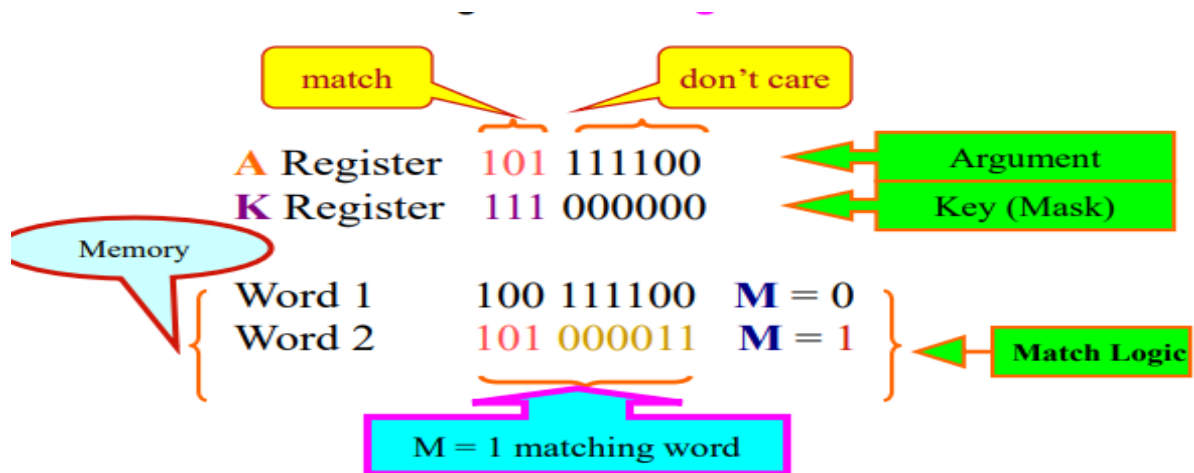 match
don't care
A Register 101 111100
Argument
K Register 111 000000
Key (Mask)
Memory
Word 1 100 111100 M = 0
Word 2 101 000011 M = 1
Match Logic
M = 1 matching word